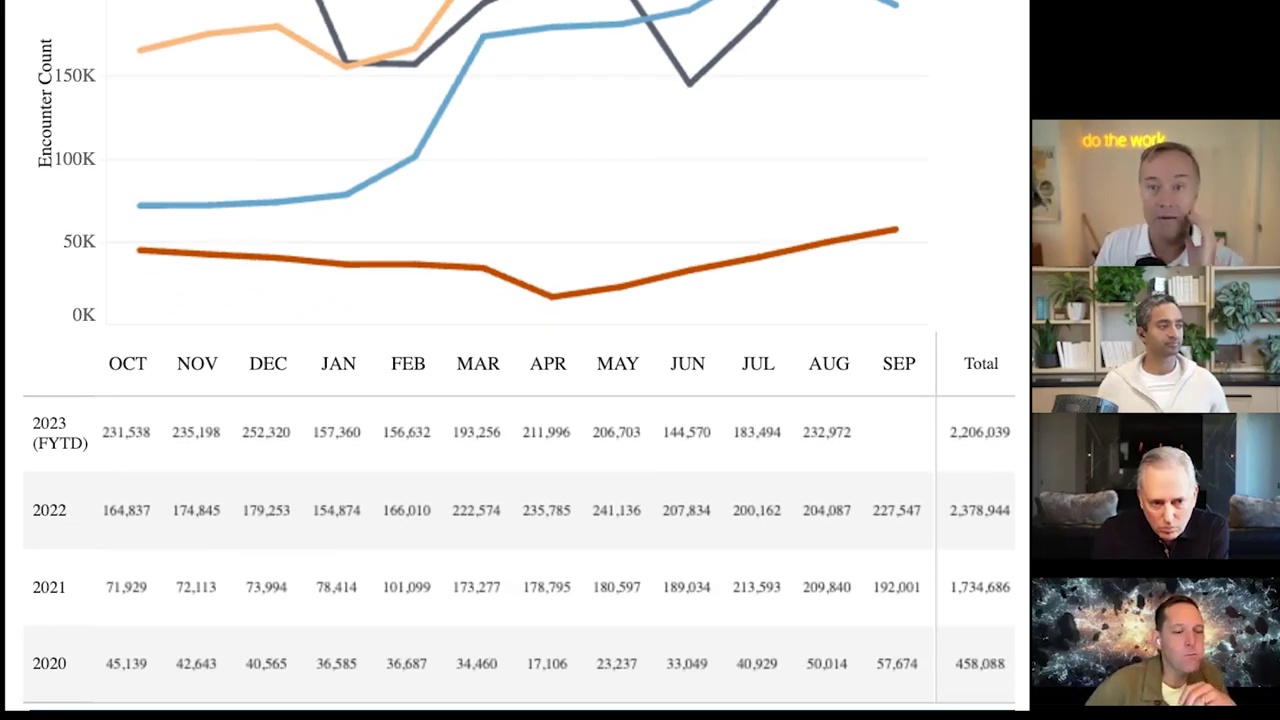 Encounter Count
150K
100K
50K
0K
OCT NOV DEC JAN FEB MAR APR MAY JUN JUL AUG SEP Total
2023 (FYTD) 231,538 235,198 252,320 157,360 156,632 193,256 211,996 206,703 144,570 183,494 232,972 2,206,039
2022 164,837 174,845 179,253 154,874 166,010 222,574 235,785 241,136 207,834 200,162 204,087 227,547 2,378,944
2021 71,929 72,113 73,994 78,414 101,099 173,277 178,795 180,597 189,034 213,593 209,840 192,001 1,734,686
2020 45,139 42,643 40,565 36,585 36,687 34,460 17,106 23,237 33,049 40,929 50,014 57,674 458,088
do the work